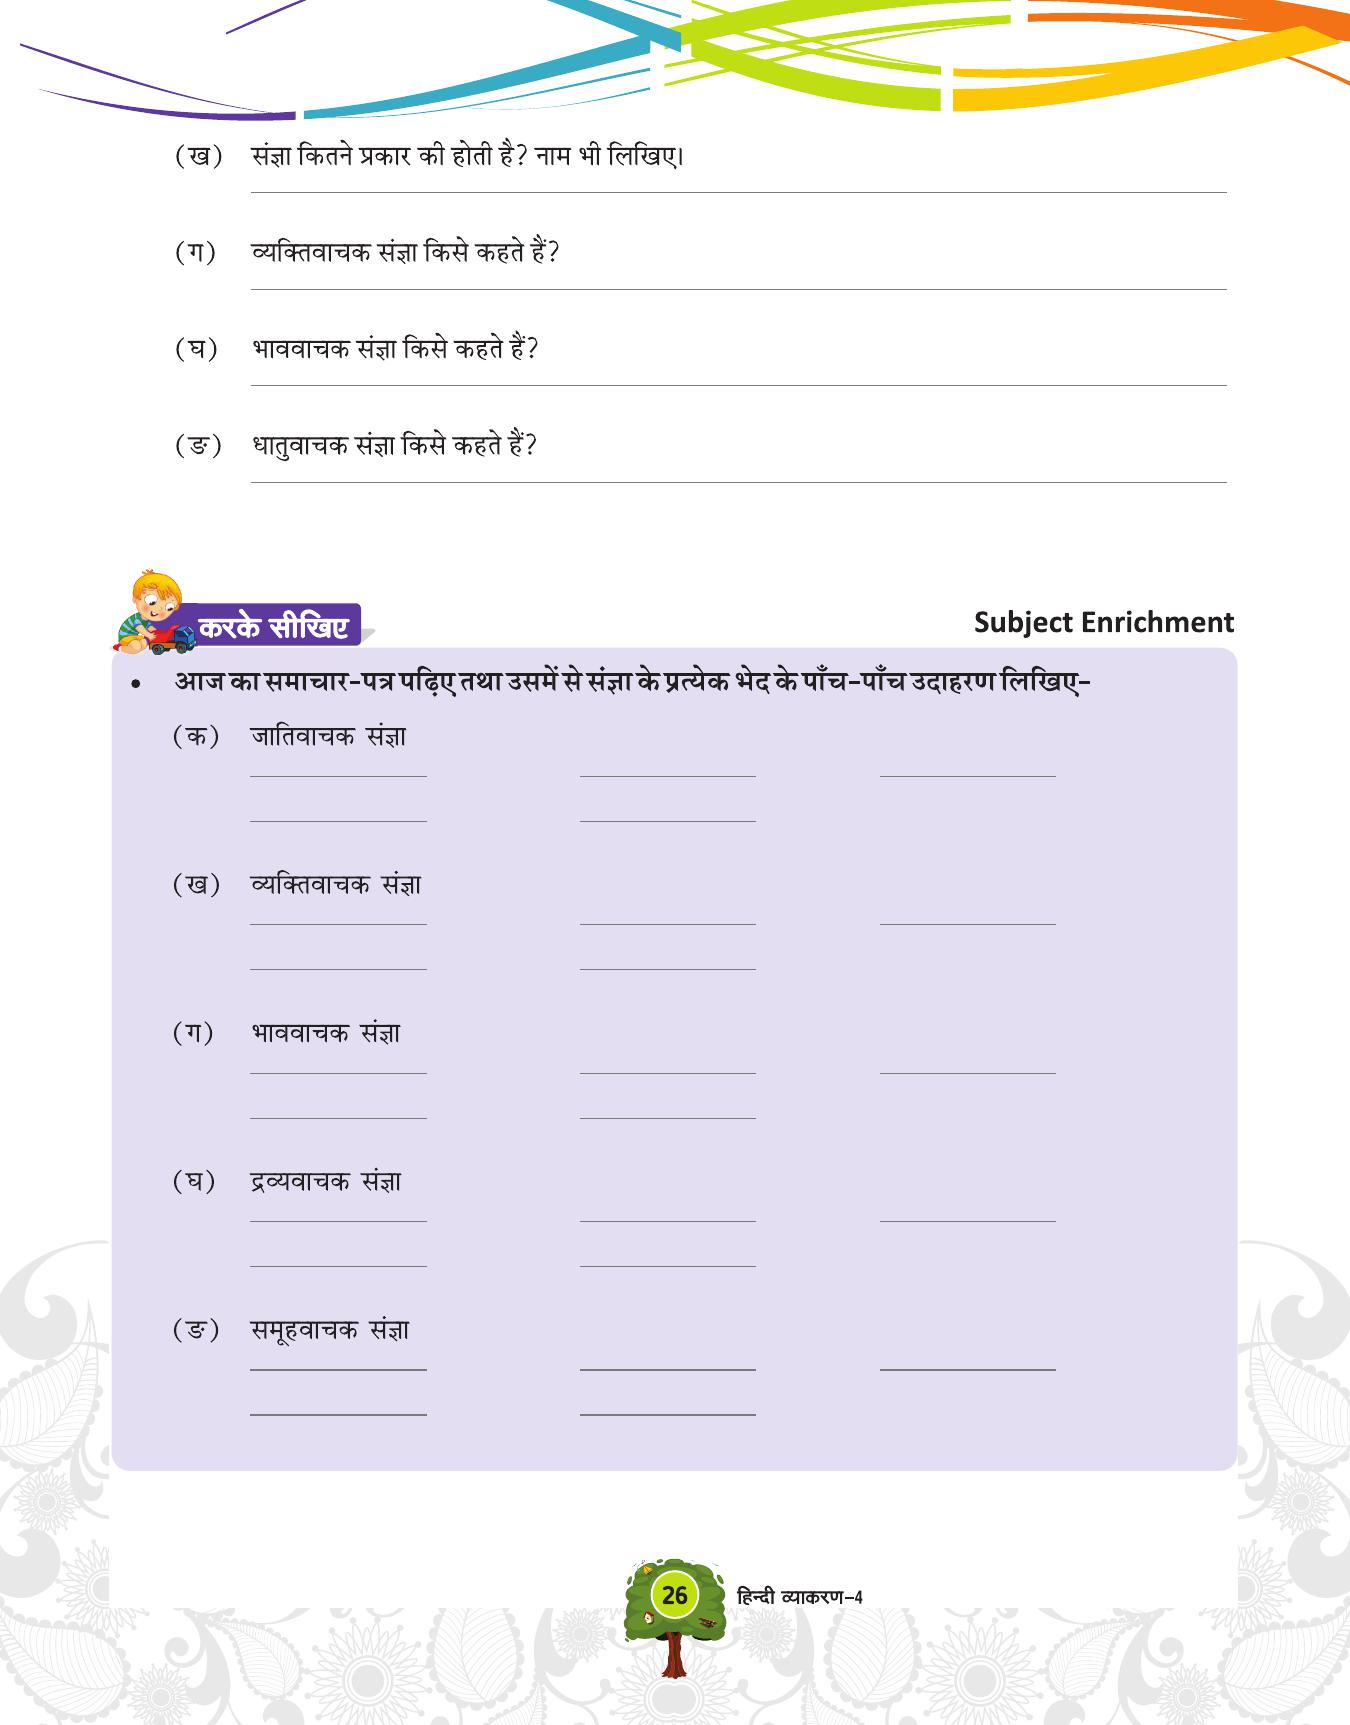 (ख) संज्ञा कितने प्रकार की होती है? नाम भी लिखिए।
(ग) व्यक्तिवाचक संज्ञा किसे कहते हैं?
(घ) भाववाचक संज्ञा किसे कहते हैं?
(ङ) धातुवाचक संज्ञा किसे कहते हैं?
करके सीखिए
Subject Enrichment
• आज का समाचार-पत्र पढ़िए तथा उसमें से संज्ञा के प्रत्येक भेद के पाँच-पाँच उदाहरण लिखिए-
(क) जातिवाचक संज्ञा
(ख) व्यक्तिवाचक संज्ञा
(ग) भाववाचक संज्ञा
(घ) द्रव्यवाचक संज्ञा
(ङ) समूहवाचक संज्ञा
26 हिन्दी व्याकरण-4